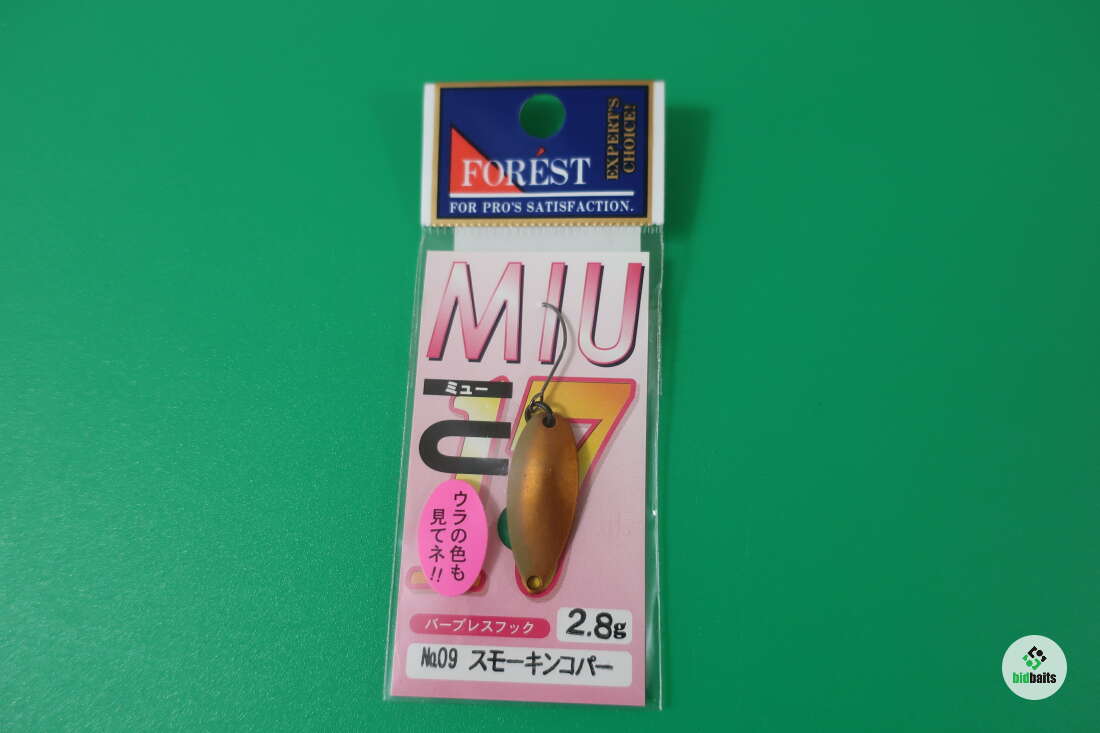 FORÉST
EXPERT'S
CHOICE!
FOR PRO'S SATISFACTION.
MIU
ミュー
17
ウラの色も
見てネ!!
バーブレスフック
2.8g
No.09 スモーキンコパー
bidbaits